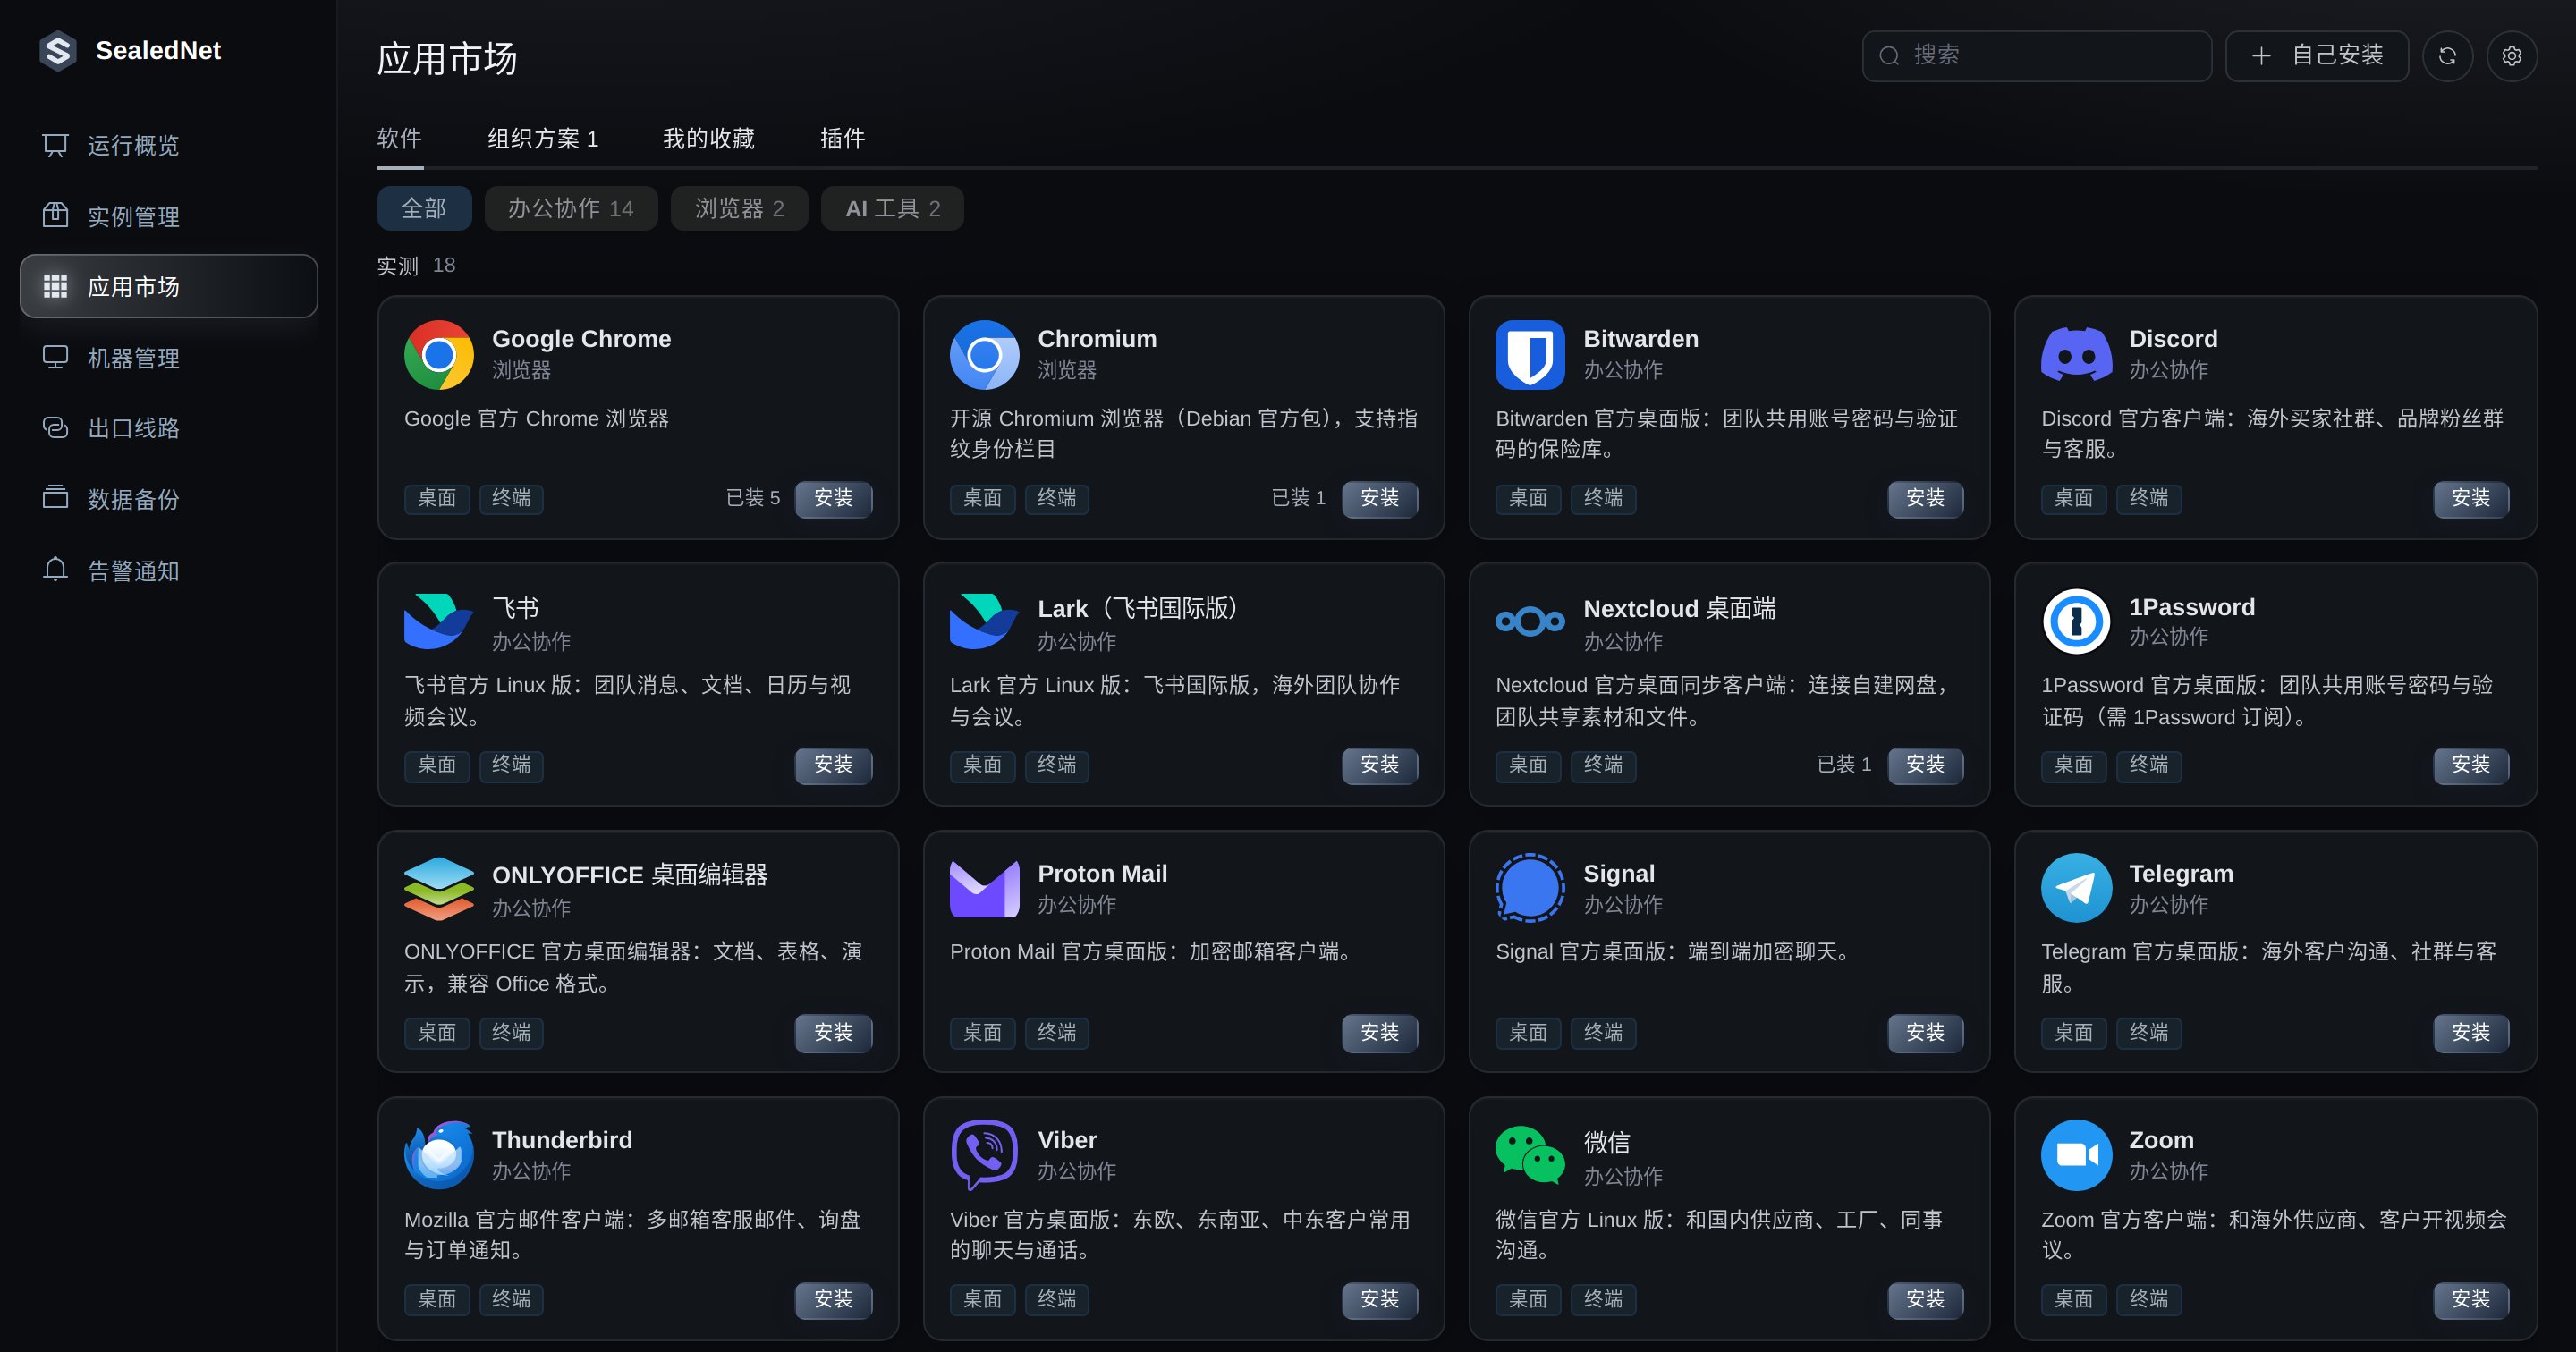 SealedNet
运行概览
实例管理
应用市场
机器管理
出口线路
数据备份
告警通知
应用市场
搜索
自己安装
软件 组织方案 1 我的收藏 插件
全部 办公协作 14 浏览器 2 AI 工具 2
实测 18
Google Chrome
浏览器
Google 官方 Chrome 浏览器
桌面 终端 已装 5 安装
Chromium
浏览器
开源 Chromium 浏览器（Debian 官方包），支持指
纹身份栏目
桌面 终端 已装 1 安装
Bitwarden
办公协作
Bitwarden 官方桌面版：团队共用账号密码与验证
码的保险库。
桌面 终端 安装
Discord
办公协作
Discord 官方客户端：海外买家社群、品牌粉丝群
与客服。
桌面 终端 安装
飞书
办公协作
飞书官方 Linux 版：团队消息、文档、日历与视
频会议。
桌面 终端 安装
Lark（飞书国际版）
办公协作
Lark 官方 Linux 版：飞书国际版，海外团队协作
与会议。
桌面 终端 安装
Nextcloud 桌面端
办公协作
Nextcloud 官方桌面同步客户端：连接自建网盘，
团队共享素材和文件。
桌面 终端 已装 1 安装
1Password
办公协作
1Password 官方桌面版：团队共用账号密码与验
证码（需 1Password 订阅）。
桌面 终端 安装
ONLYOFFICE 桌面编辑器
办公协作
ONLYOFFICE 官方桌面编辑器：文档、表格、演
示，兼容 Office 格式。
桌面 终端 安装
Proton Mail
办公协作
Proton Mail 官方桌面版：加密邮箱客户端。
桌面 终端 安装
Signal
办公协作
Signal 官方桌面版：端到端加密聊天。
桌面 终端 安装
Telegram
办公协作
Telegram 官方桌面版：海外客户沟通、社群与客
服。
桌面 终端 安装
Thunderbird
办公协作
Mozilla 官方邮件客户端：多邮箱客服邮件、询盘
与订单通知。
桌面 终端 安装
Viber
办公协作
Viber 官方桌面版：东欧、东南亚、中东客户常用
的聊天与通话。
桌面 终端 安装
微信
办公协作
微信官方 Linux 版：和国内供应商、工厂、同事
沟通。
桌面 终端 安装
Zoom
办公协作
Zoom 官方客户端：和海外供应商、客户开视频会
议。
桌面 终端 安装